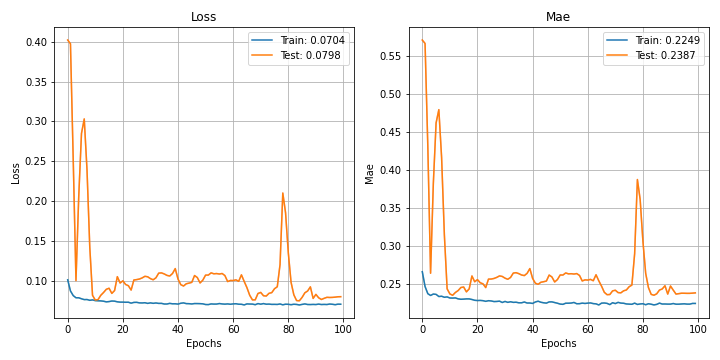 Loss
Train: 0.0704
Test: 0.0798
0.40
0.35
0.30
0.25
0.20
0.15
0.10
Loss
0 20 40 60 80 100
Epochs
Mae
Train: 0.2249
Test: 0.2387
0.55
0.50
0.45
0.40
0.35
0.30
0.25
Mae
0 20 40 60 80 100
Epochs